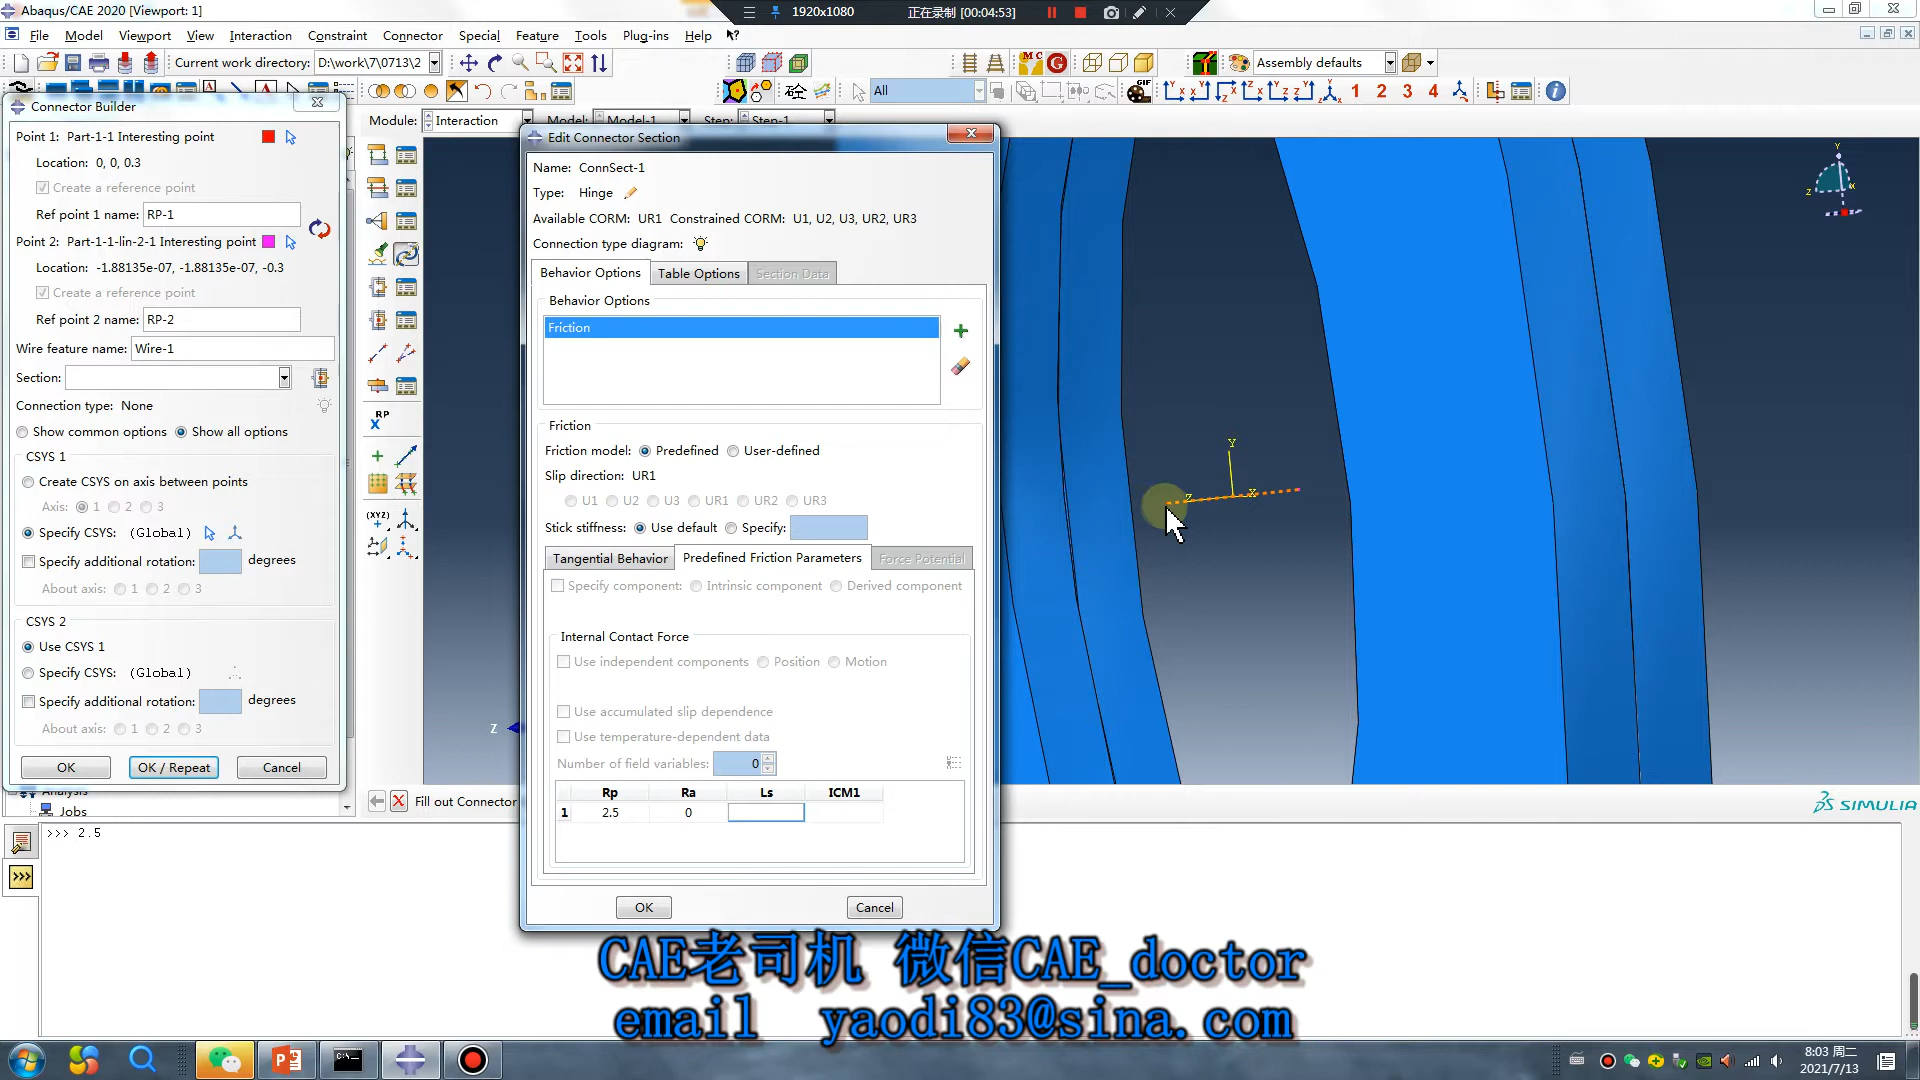 Abaqus/CAE 2020 [Viewport: 1]
1920x1080
正在录制 [00:04:53]
File Model Viewport View Interaction Constraint Connector Special Feature Tools Plug-ins Help
Current work directory: D:\work\7\0713\2
MC G
Assembly defaults
All
GIF
1 2 3 4
Connector Builder
Module: Interaction Model: Model-1 Step: Step-1
Point 1: Part-1-1 Interesting point
Location: 0, 0, 0.3
Create a reference point
Ref point 1 name: RP-1
Point 2: Part-1-1-lin-2-1 Interesting point
Location: -1.88135e-07, -1.88135e-07, -0.3
Create a reference point
Ref point 2 name: RP-2
Wire feature name: Wire-1
Section:
Connection type: None
Show common options Show all options
CSYS 1
Create CSYS on axis between points
Axis: 1 2 3
Specify CSYS: (Global)
Specify additional rotation: degrees
About axis: 1 2 3
CSYS 2
Use CSYS 1
Specify CSYS: (Global)
Specify additional rotation: degrees
About axis: 1 2 3
OK OK / Repeat Cancel
Jobs
RP
(XYZ)
Edit Connector Section
Name: ConnSect-1
Type: Hinge
Available CORM: UR1 Constrained CORM: U1, U2, U3, UR2, UR3
Connection type diagram:
Behavior Options Table Options Section Data
Behavior Options
Friction
Friction
Friction model: Predefined User-defined
Slip direction: UR1
U1 U2 U3 UR1 UR2 UR3
Stick stiffness: Use default Specify:
Tangential Behavior Predefined Friction Parameters Force Potential
Specify component: Intrinsic component Derived component
Internal Contact Force
Use independent components Position Motion
Use accumulated slip dependence
Use temperature-dependent data
Number of field variables: 0
Rp Ra Ls ICM1
1 2.5 0
OK Cancel
Y
Z X
Y
Z X
Z
Fill out Connector
SIMULIA
>>> 2.5
CAE老司机 微信CAE_doctor
email yaodi83@sina.com
8:03 周二
2021/7/13